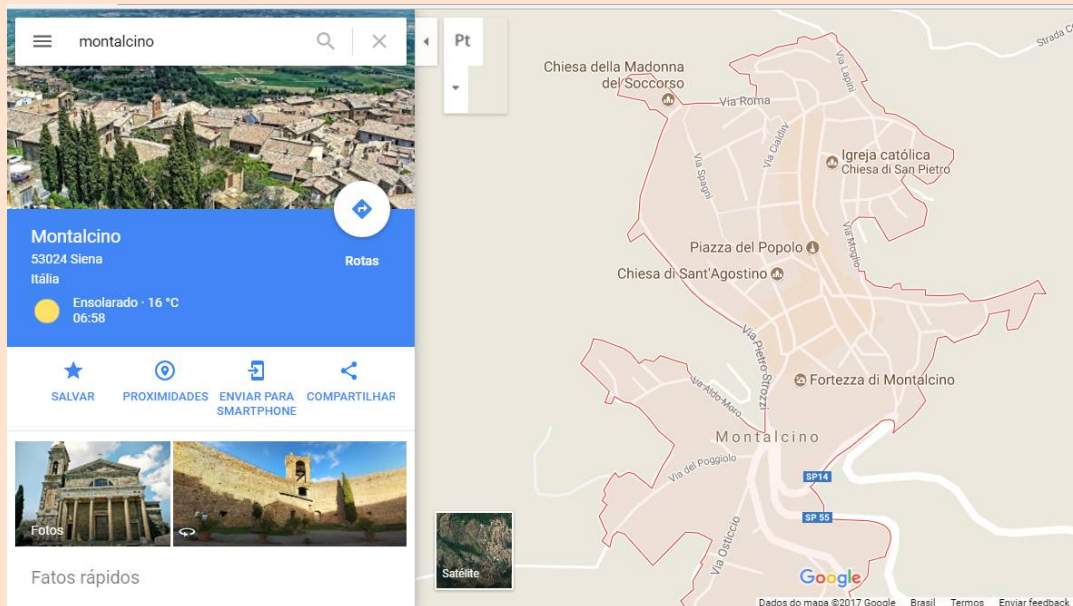 montalcino
Pt
Montalcino
53024 Siena
Itália
Ensolarado · 16 °C
06:58
Rotas
SALVAR
PROXIMIDADES
ENVIAR PARA
SMARTPHONE
COMPARTILHAR
Fotos
Fatos rápidos
Strada
Chiesa della Madonna
del Soccorso
Via Roma
Via Lapini
Via Cialdini
Via Spagni
Igreja católica
Chiesa di San Pietro
Piazza del Popolo
Via Moglio
Chiesa di Sant'Agostino
Via Pietro Strozzi
Fortezza di Montalcino
Via Aldo Moro
Montalcino
Via del Poggiolo
SP14
SP 55
Via Osticcio
Satélite
Google
Dados do mapa ©2017 Google Brasil Termos Enviar feedback